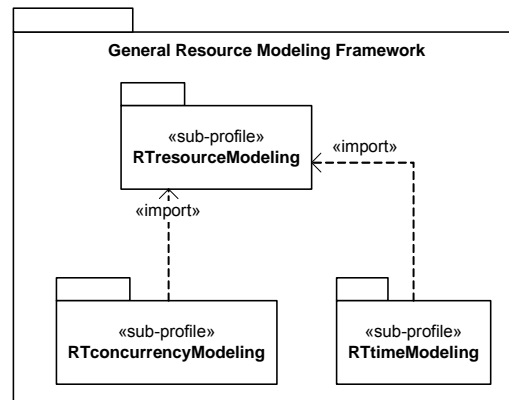 General Resource Modeling Framework
«sub-profile»
RTresourceModeling
«import»
«import»
«sub-profile»
RTconcurrencyModeling
«sub-profile»
RTtimeModeling